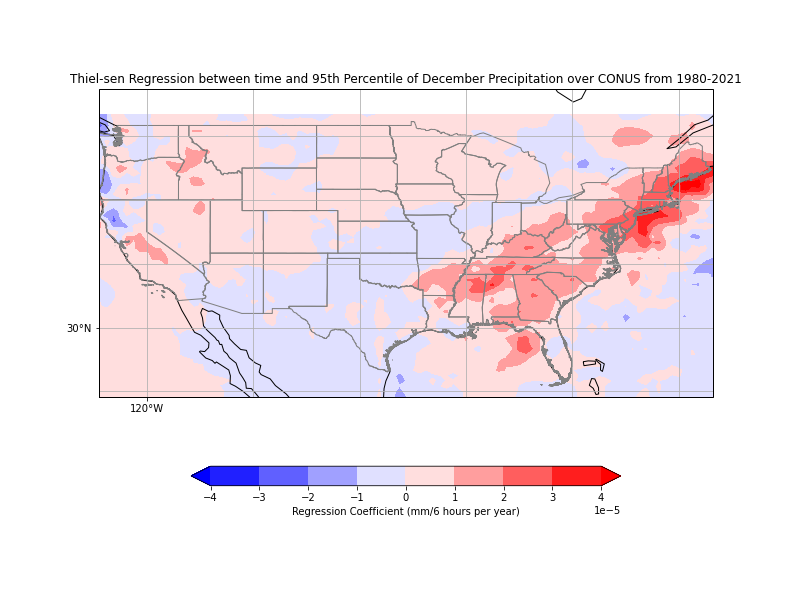 Thiel-sen Regression between time and 95th Percentile of December Precipitation over CONUS from 1980-2021
30°N
120°W
−4 −3 −2 −1 0 1 2 3 4
Regression Coefficient (mm/6 hours per year) 1e−5